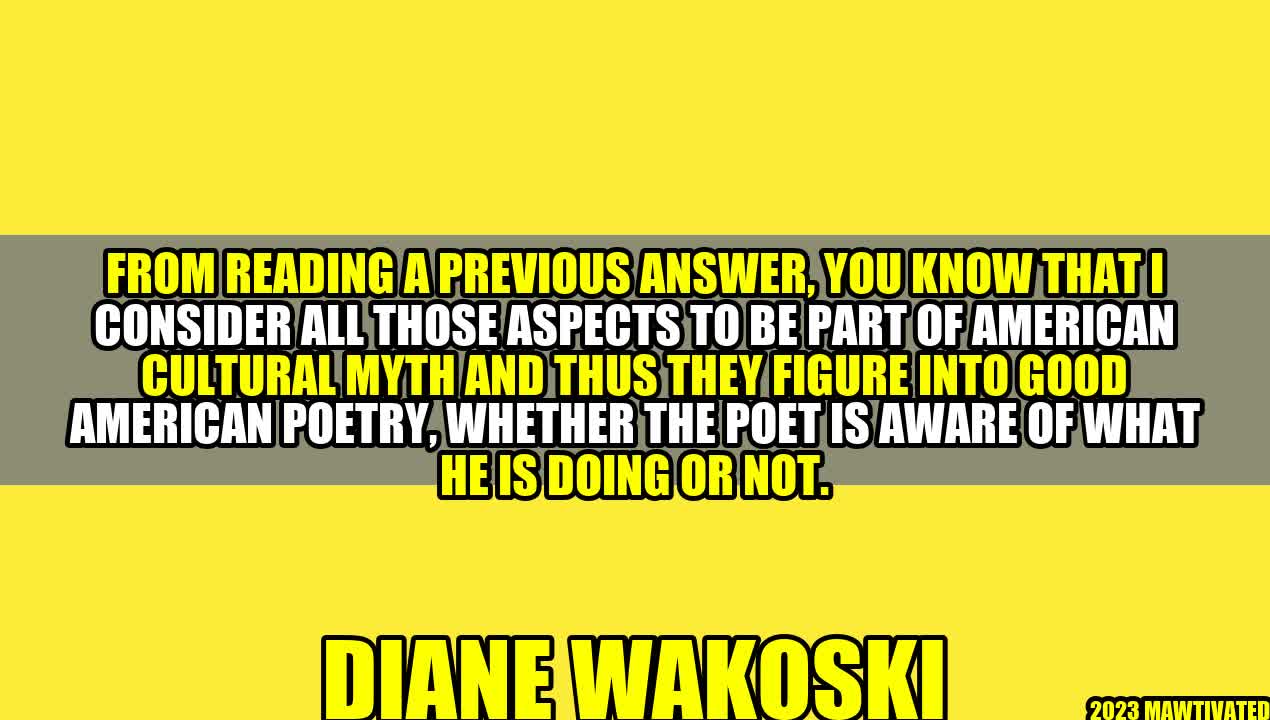 FROM READING A PREVIOUS ANSWER, YOU KNOW THAT I
CONSIDER ALL THOSE ASPECTS TO BE PART OF AMERICAN
CULTURAL MYTH AND THUS THEY FIGURE INTO GOOD
AMERICAN POETRY, WHETHER THE POET IS AWARE OF WHAT
HE IS DOING OR NOT.
DIANE WAKOSKI
2023 MAWTIVATED